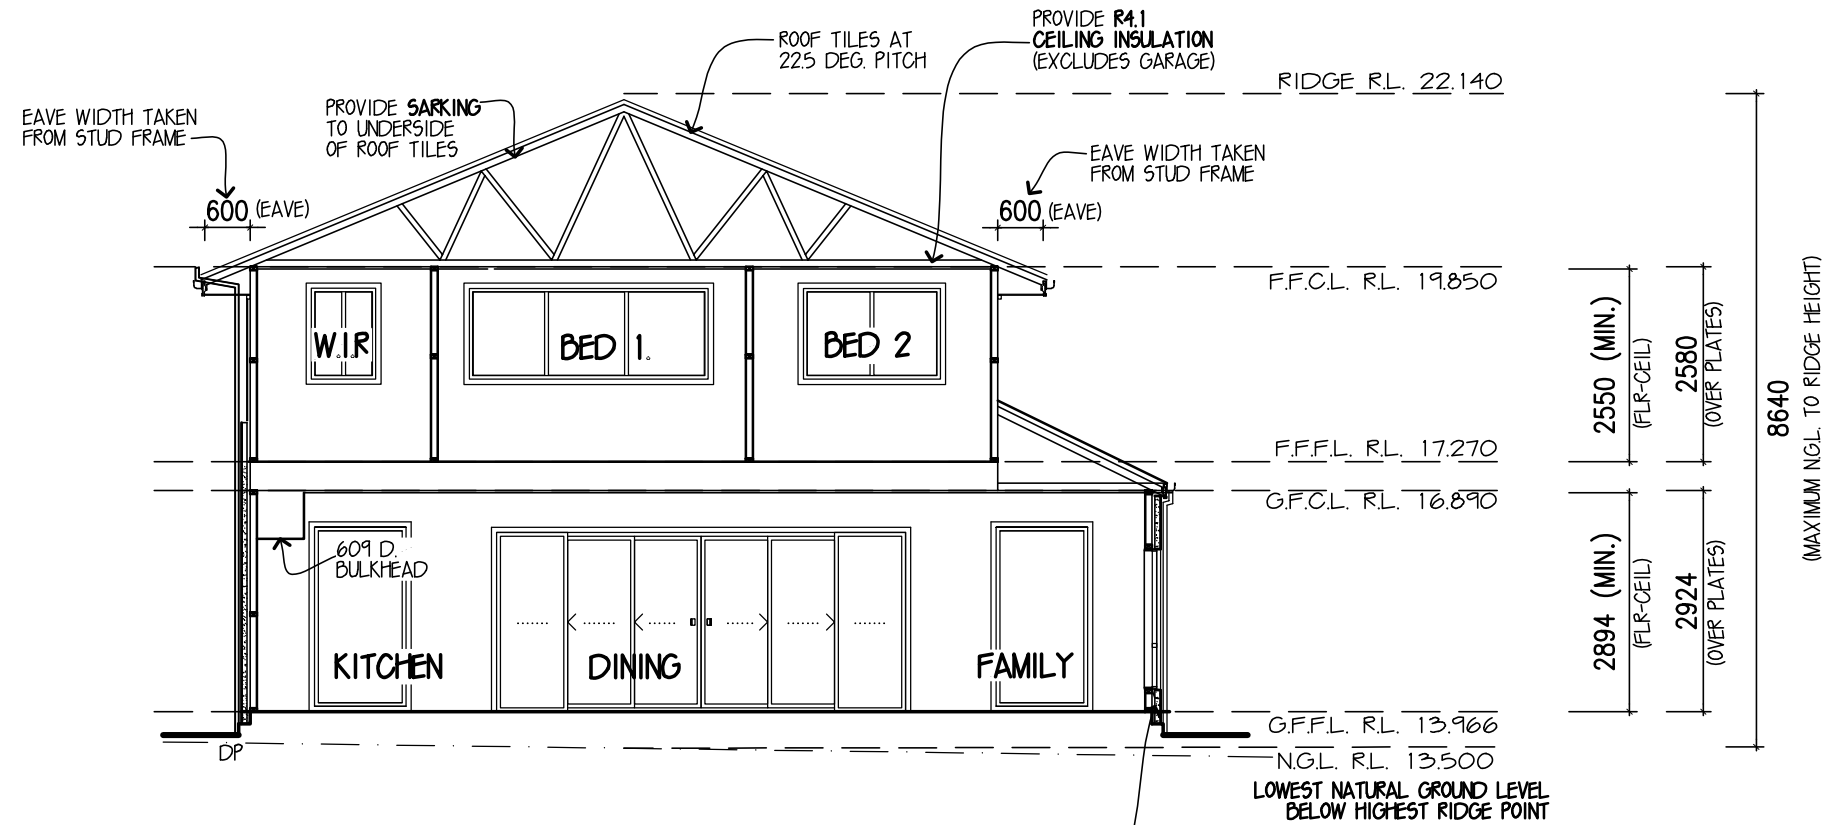 PROVIDE R4.1
CEILING INSULATION
(EXCLUDES GARAGE)
ROOF TILES AT
22.5 DEG. PITCH
RIDGE R.L. 22.140
EAVE WIDTH TAKEN
FROM STUD FRAME
PROVIDE SARKING
TO UNDERSIDE
OF ROOF TILES
EAVE WIDTH TAKEN
FROM STUD FRAME
600 (EAVE)
600 (EAVE)
F.F.C.L. R.L. 19.850
W.I.R
BED 1.
BED 2
2550 (MIN.)
(FLR-CEIL)
2580
(OVER PLATES)
8640
(MAXIMUM N.G.L. TO RIDGE HEIGHT)
F.F.F.L. R.L. 17.270
G.F.C.L. R.L. 16.890
609 D.
BULKHEAD
KITCHEN
DINING
FAMILY
2894 (MIN.)
(FLR-CEIL)
2924
(OVER PLATES)
G.F.F.L. R.L. 13.966
DP
N.G.L. R.L. 13.500
LOWEST NATURAL GROUND LEVEL
BELOW HIGHEST RIDGE POINT